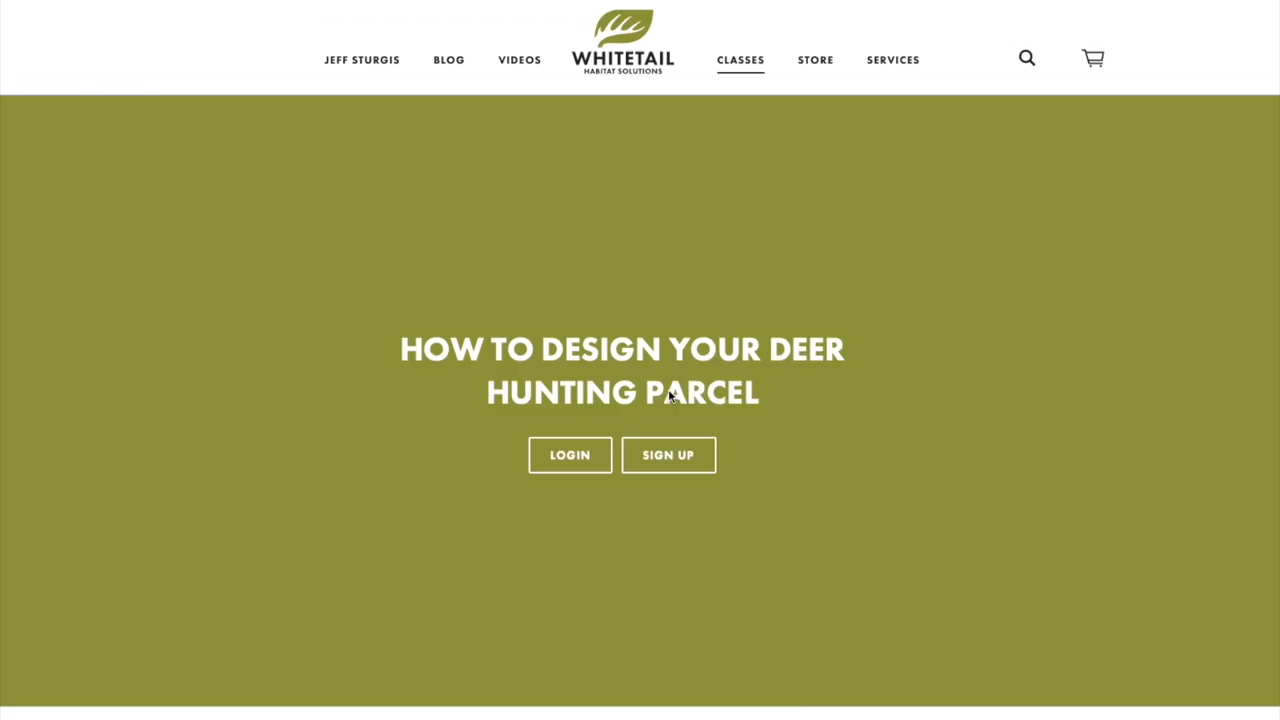 JEFF STURGIS
BLOG
VIDEOS
WHITETAIL
HABITAT SOLUTIONS
CLASSES
STORE
SERVICES
HOW TO DESIGN YOUR DEER
HUNTING PARCEL
LOGIN
SIGN UP